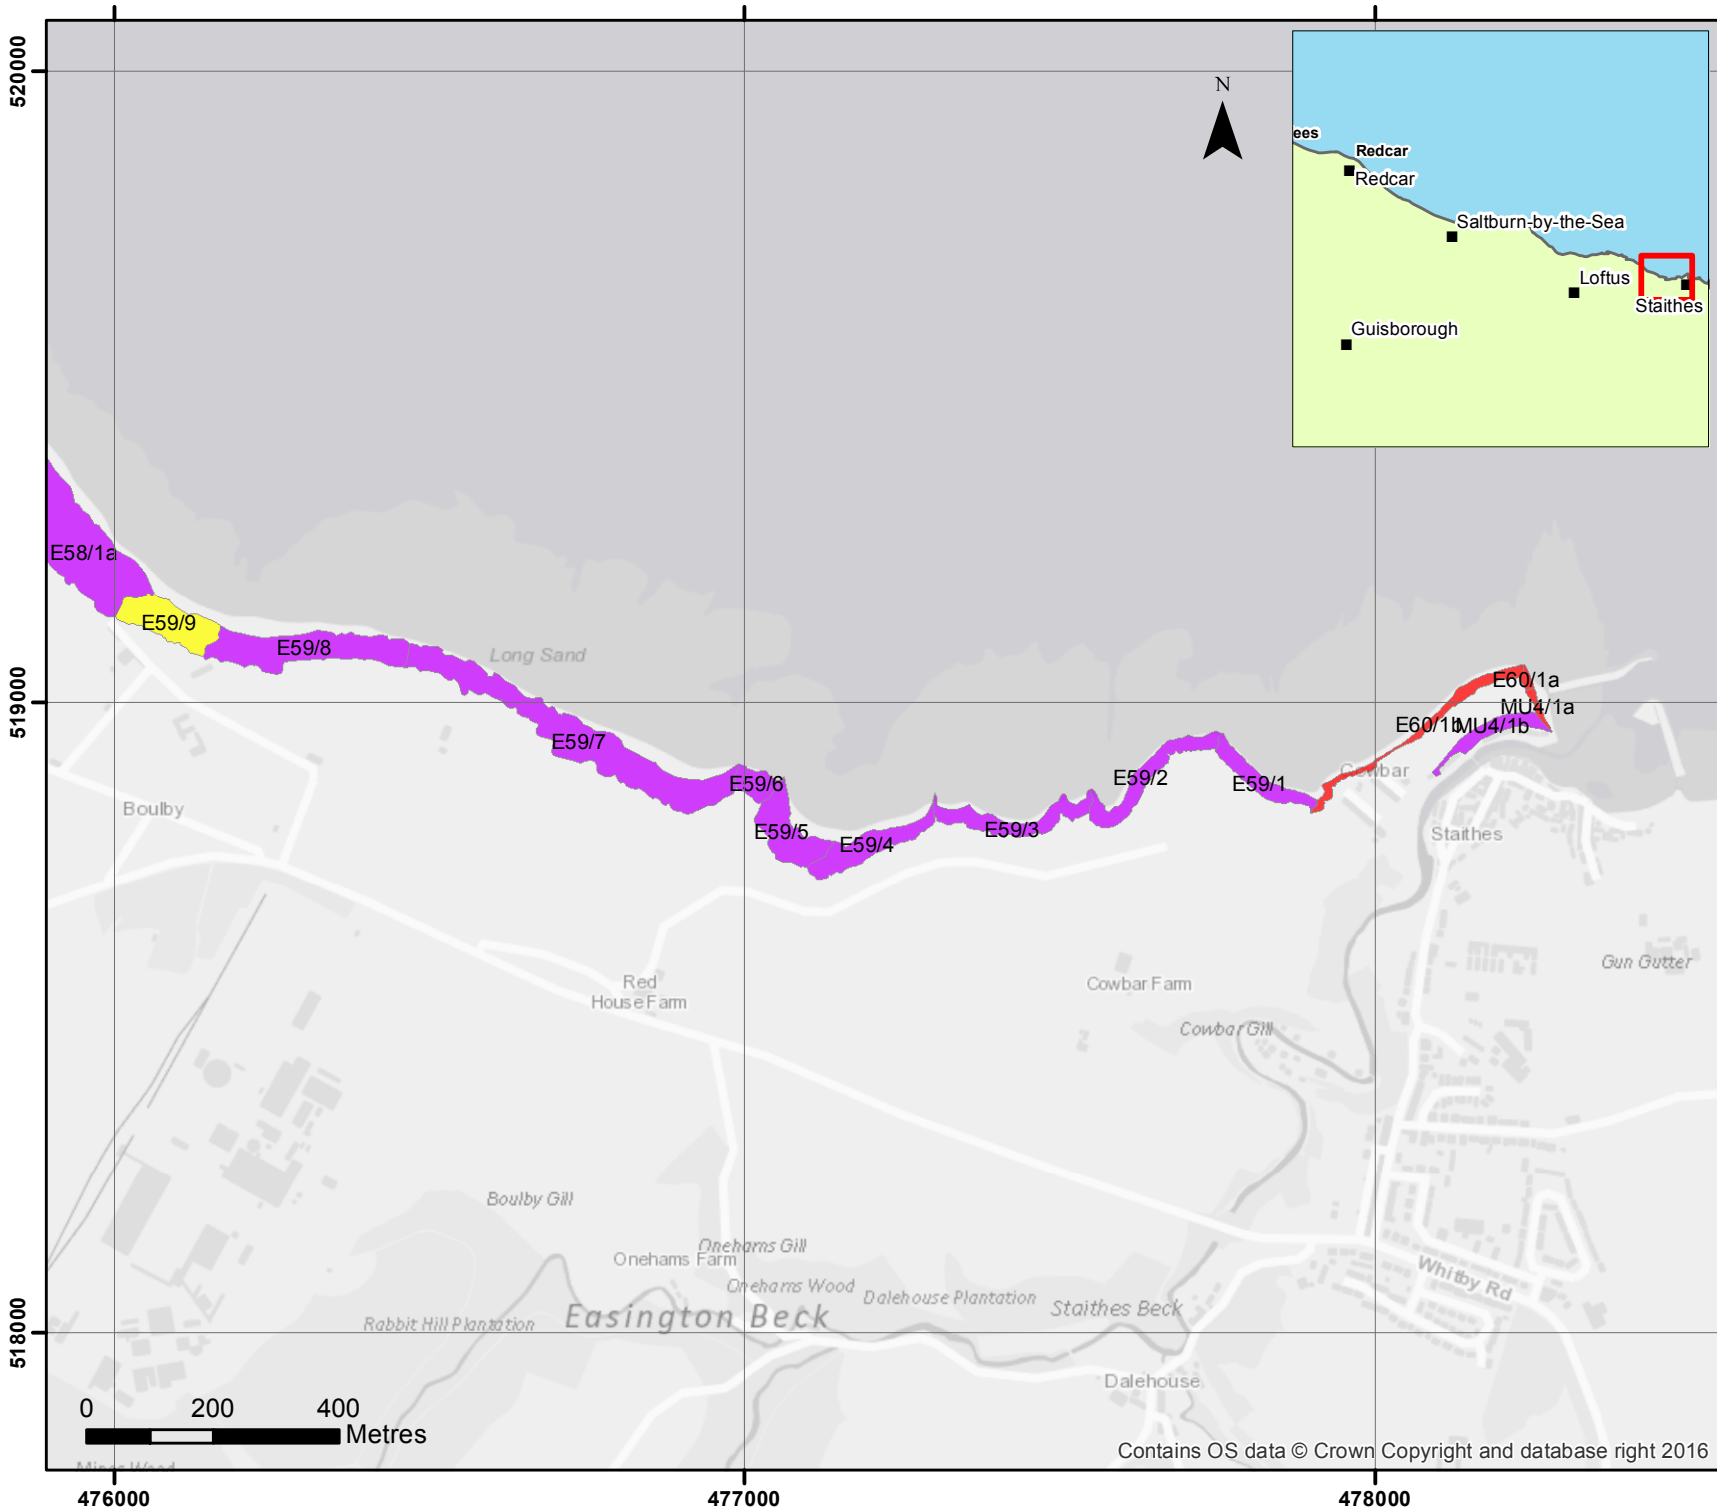 520000
N
ees
Redcar
Redcar
Saltburn-by-the-Sea
Loftus
Staithes
Guisborough
E58/1a
E59/9
E59/8
Long Sand
E60/1a
MU4/1a
519000
E60/1b
MU4/1b
E59/7
Cowbar
E59/2
E59/6
E59/1
Boulby
E59/5
E59/3
Staithes
E59/4
Gun Gutter
Red
House Farm
Cowbar Farm
Cowbar Gill
Boulby Gill
Onehams Gill
Onehams Farm
Whitby Rd
Onehams Wood
Dalehouse Plantation
Staithes Beck
Easington Beck
Rabbit Hill Plantation
518000
Dalehouse
0 200 400
Metres
Contains OS data © Crown Copyright and database right 2016
476000
477000
478000